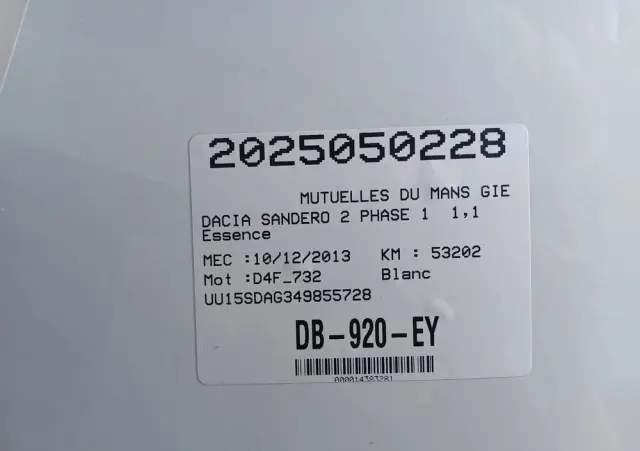 2025050228
MUTUELLES DU MANS GIE
DACIA SANDERO 2 PHASE 1 1,1
Essence
MEC :10/12/2013 KM : 53202
Mot :D4F_732 Blanc
UU15SDAG349855728
DB-920-EY
000014383281